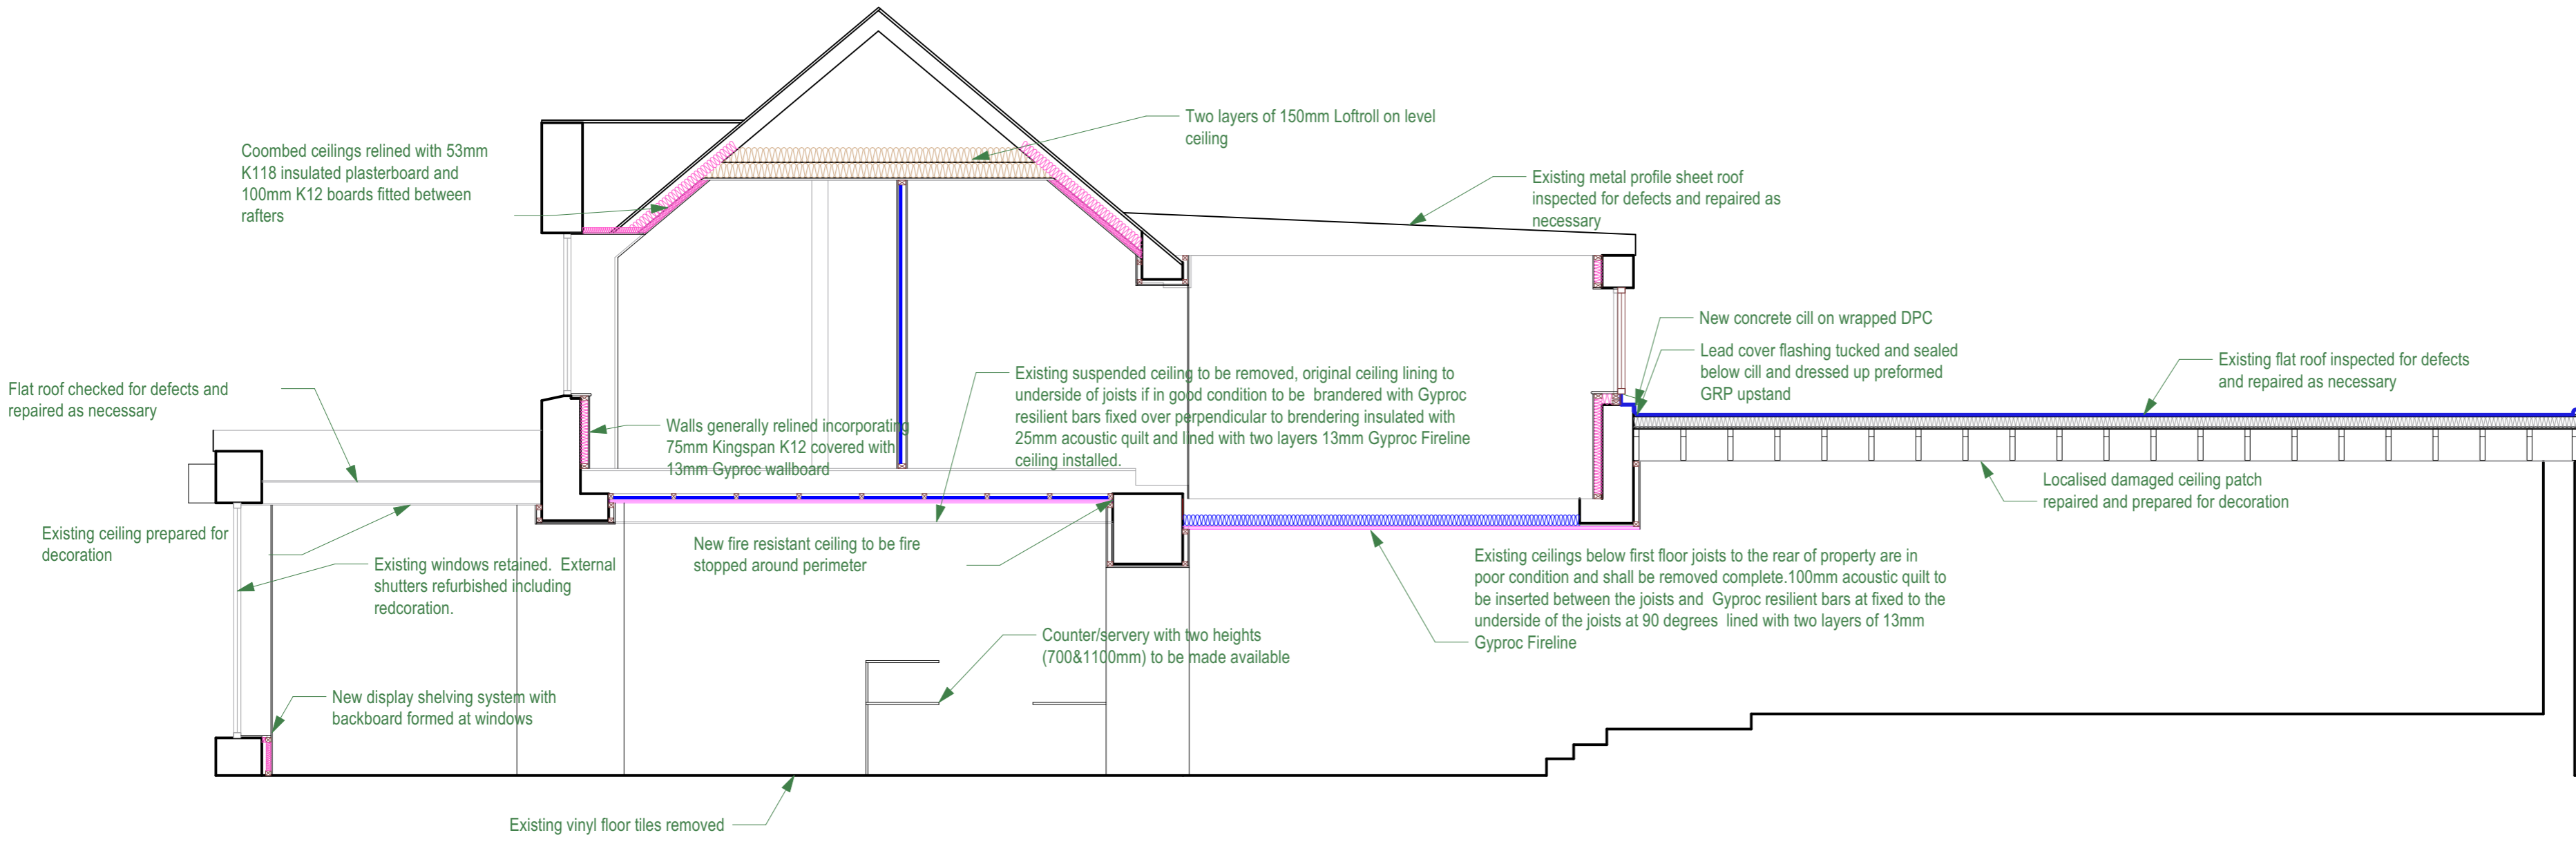 Two layers of 150mm Loftroll on level
ceiling
Coombed ceilings relined with 53mm
K118 insulated plasterboard and
100mm K12 boards fitted between
rafters
Existing metal profile sheet roof
inspected for defects and repaired as
necessary
New concrete cill on wrapped DPC
Lead cover flashing tucked and sealed
below cill and dressed up preformed
GRP upstand
Existing flat roof inspected for defects
and repaired as necessary
Flat roof checked for defects and
repaired as necessary
Existing suspended ceiling to be removed, original ceiling lining to
underside of joists if in good condition to be  brandered with Gyproc
resilient bars fixed over perpendicular to brendering insulated with
25mm acoustic quilt and lined with two layers 13mm Gyproc Fireline
ceiling installed.
Walls generally relined incorporating
75mm Kingspan K12 covered with
13mm Gyproc wallboard
Localised damaged ceiling patch
repaired and prepared for decoration
Existing ceiling prepared for
decoration
New fire resistant ceiling to be fire
stopped around perimeter
Existing windows retained.  External
shutters refurbished including
redcoration.
Existing ceilings below first floor joists to the rear of property are in
poor condition and shall be removed complete.100mm acoustic quilt to
be inserted between the joists and  Gyproc resilient bars at fixed to the
underside of the joists at 90 degrees  lined with two layers of 13mm
Gyproc Fireline
Counter/servery with two heights
(700&1100mm) to be made available
New display shelving system with
backboard formed at windows
Existing vinyl floor tiles removed